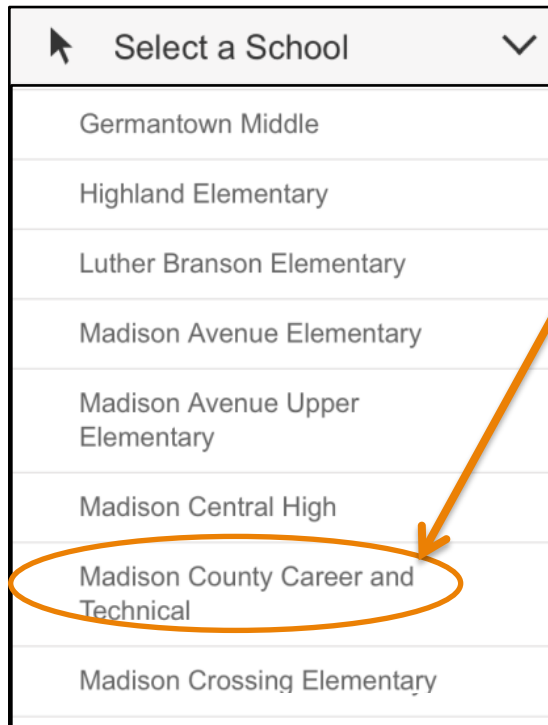 Select a School
Germantown Middle
Highland Elementary
Luther Branson Elementary
Madison Avenue Elementary
Madison Avenue Upper
Elementary
Madison Central High
Madison County Career and
Technical
Madison Crossing Elementary